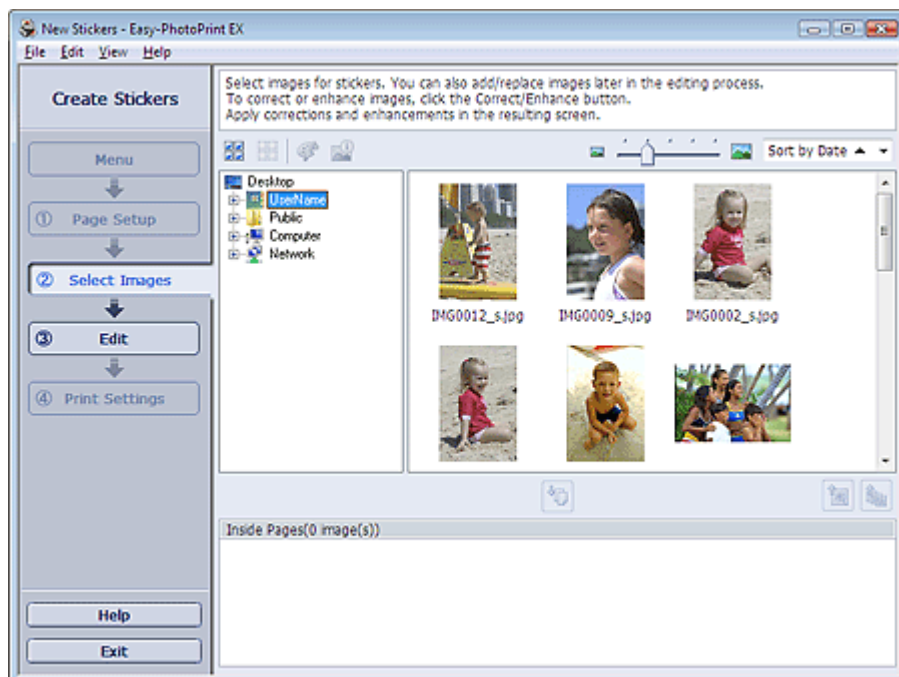 New Stickers - Easy-PhotoPrint EX
File Edit View Help
Create Stickers
Menu
① Page Setup
② Select Images
③ Edit
④ Print Settings
Help
Exit
Select images for stickers. You can also add/replace images later in the editing process.
To correct or enhance images, click the Correct/Enhance button.
Apply corrections and enhancements in the resulting screen.
Sort by Date
Desktop
UserName
Public
Computer
Network
IMG0012_s.jpg IMG0009_s.jpg IMG0002_s.jpg
Inside Pages(0 image(s))